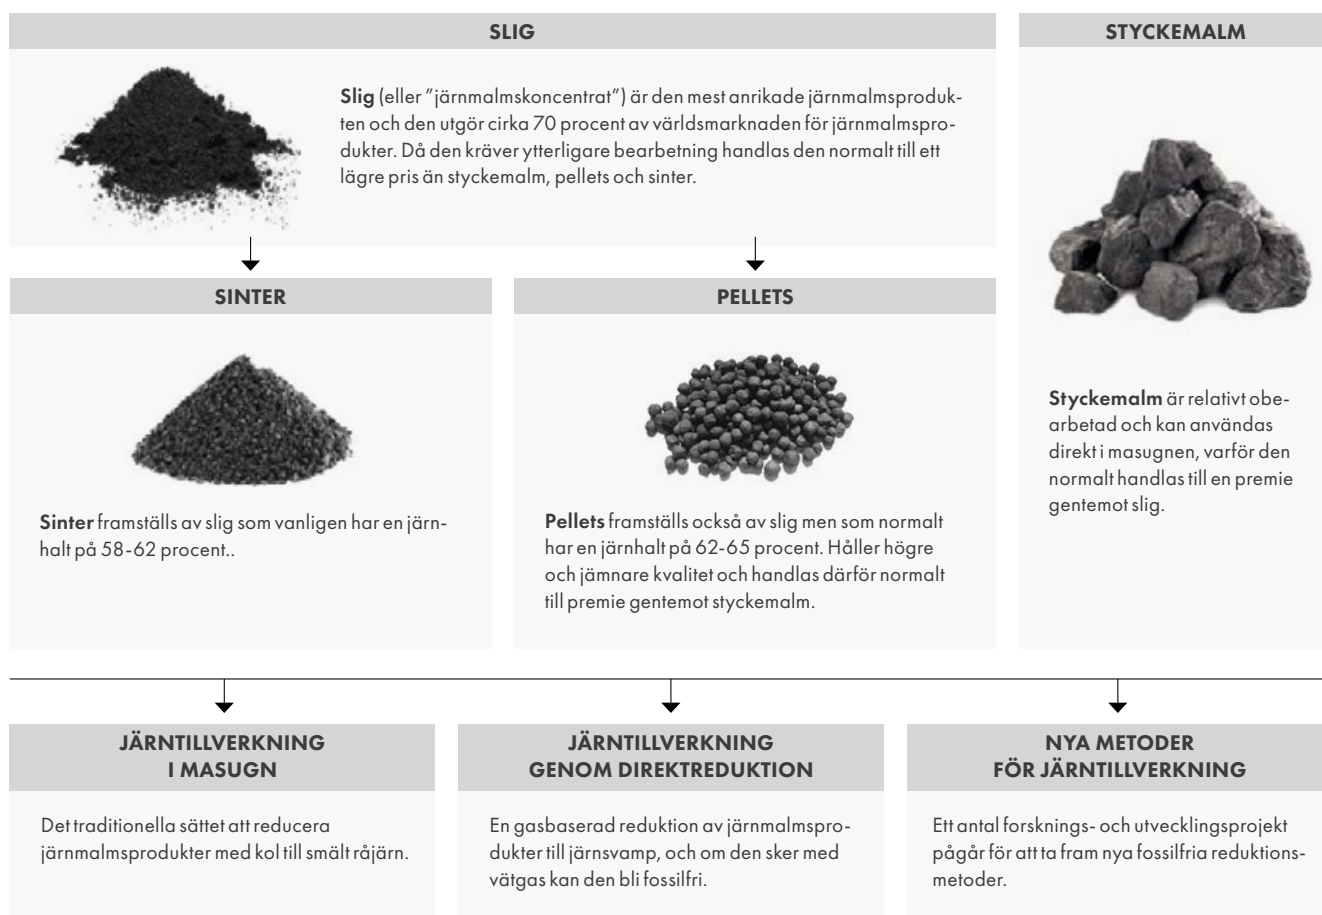 SLIG
Slig (eller ”järnmalmskoncentrat”) är den mest anrikade järnmalmsproduk-
ten och den utgör cirka 70 procent av världsmarknaden för järnmalmspro-
dukter. Då den kräver ytterligare bearbetning handlas den normalt till ett
lägre pris än styckemalm, pellets och sinter.
STYCKEMALM
Styckemalm är relativt obe-
arbetad och kan användas
direkt i masugnen, varför den
normalt handlas till en premie
gentemot slig.
SINTER
Sinter framställs av slig som vanligen har en järn-
halt på 58-62 procent..
PELLETS
Pellets framställs också av slig men som normalt
har en järnhalt på 62-65 procent. Håller högre
och jämnare kvalitet och handlas därför normalt
till premie gentemot styckemalm.
JÄRNTILLVERKNING
I MASUGN
Det traditionella sättet att reducera
järnmalmsprodukter med kol till smält råjärn.
JÄRNTILLVERKNING
GENOM DIREKTREDUKTION
En gasbaserad reduktion av järnmalmspro-
dukter till järnsvamp, och om den sker med
vätgas kan den bli fossilfri.
NYA METODER
FÖR JÄRNTILLVERKNING
Ett antal forsknings- och utvecklingsprojekt
pågår för att ta fram nya fossilfria reduktions-
metoder.